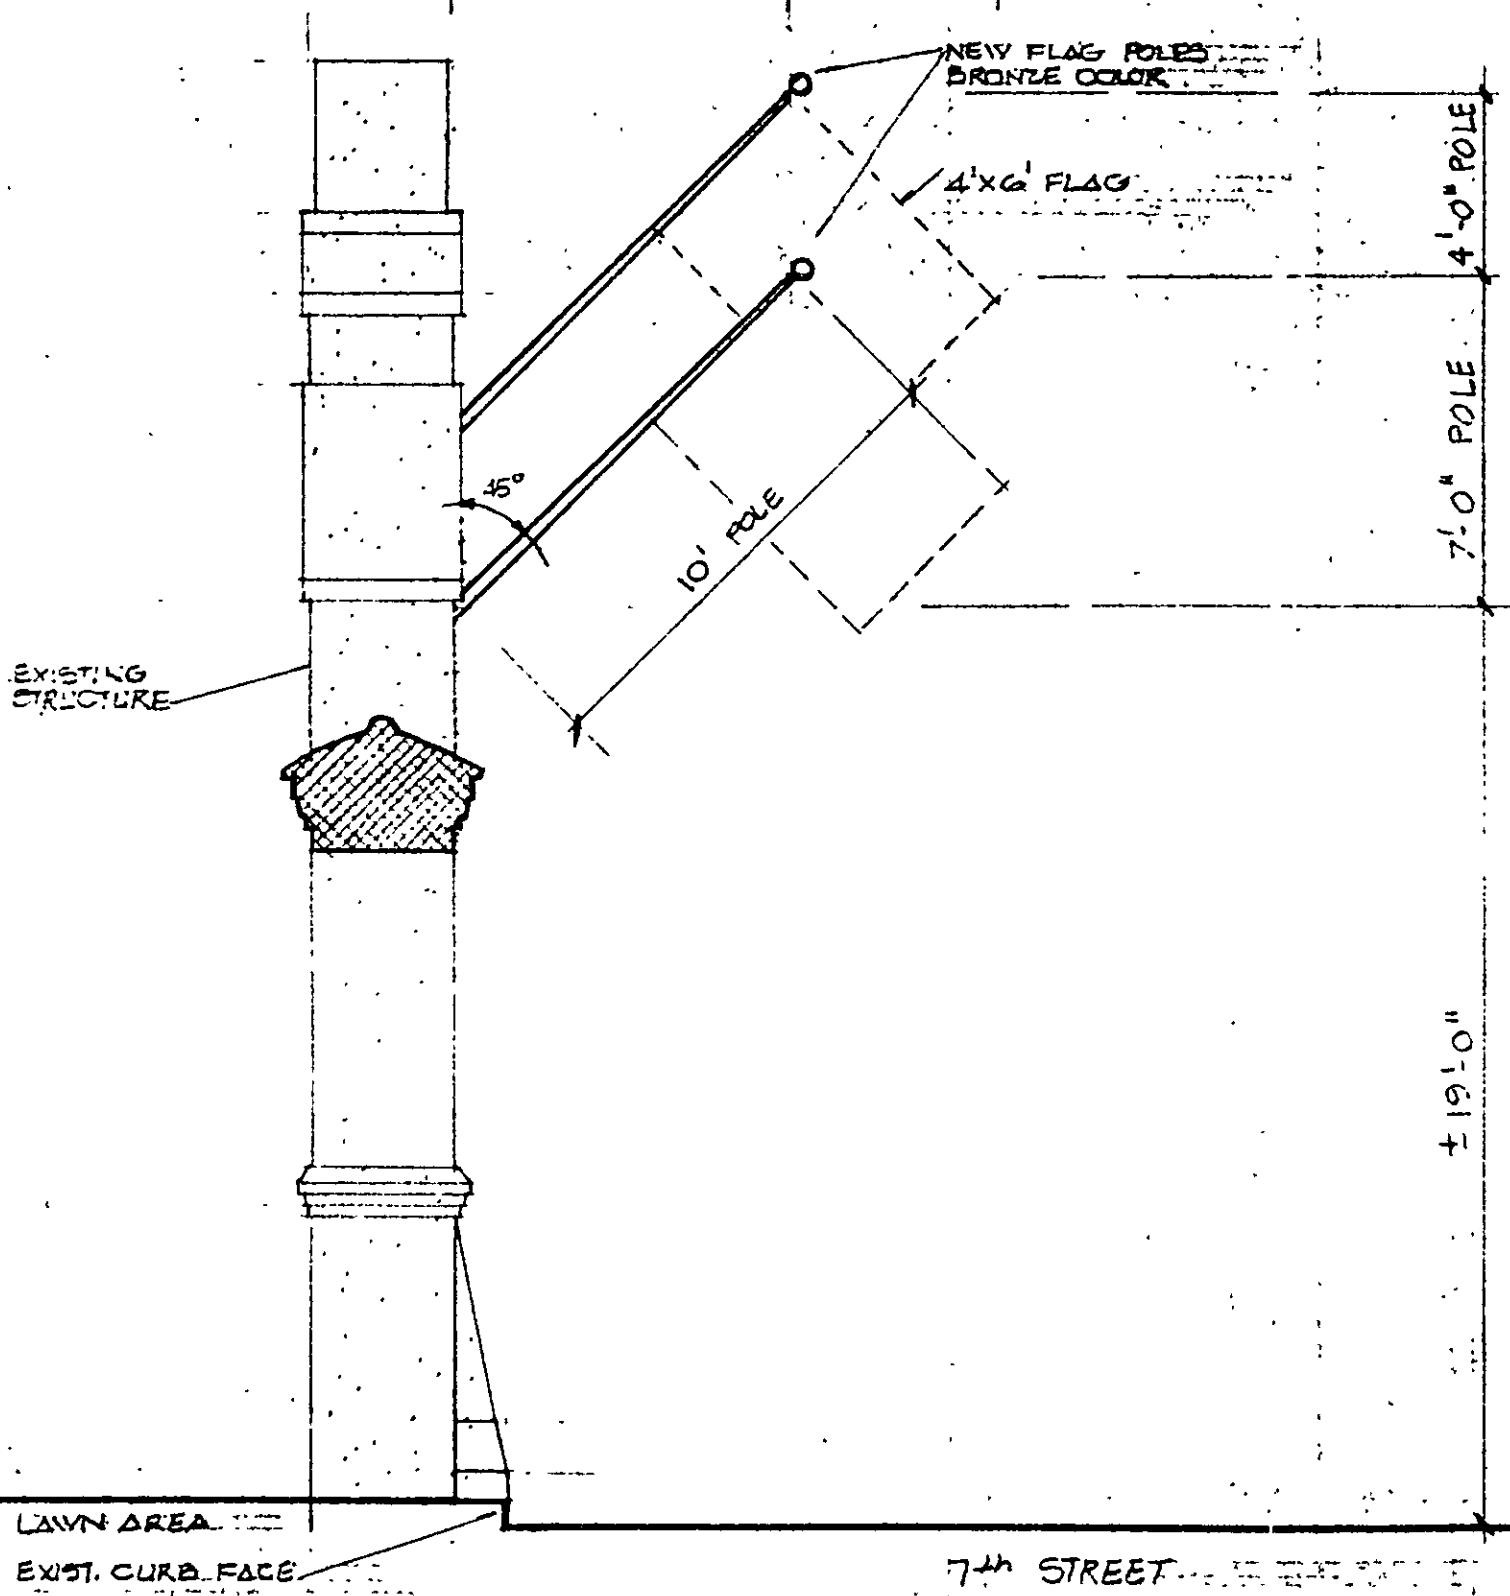 NEW FLAG POLES
BRONZE COLOR
4'X6' FLAG
4'-0" POLE
7'-0" POLE
45°
10' POLE
EXISTING
STRUCTURE
±19'-0"
LAWN AREA
EXIST. CURB FACE
7th STREET